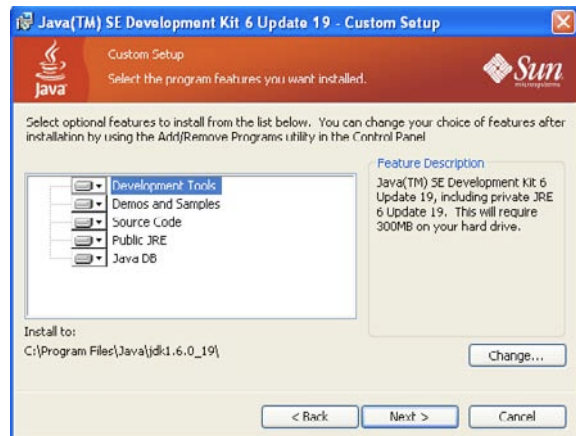 Java(TM) SE Development Kit 6 Update 19 - Custom Setup
Java
Custom Setup
Select the program features you want installed.
Sun
microsystems
Select optional features to install from the list below. You can change your choice of features after
installation by using the Add/Remove Programs utility in the Control Panel
Development Tools
Demos and Samples
Source Code
Public JRE
Java DB
Feature Description
Java(TM) SE Development Kit 6
Update 19, including private JRE
6 Update 19. This will require
300MB on your hard drive.
Install to:
C:\Program Files\Java\jdk1.6.0_19\
Change...
< Back
Next >
Cancel